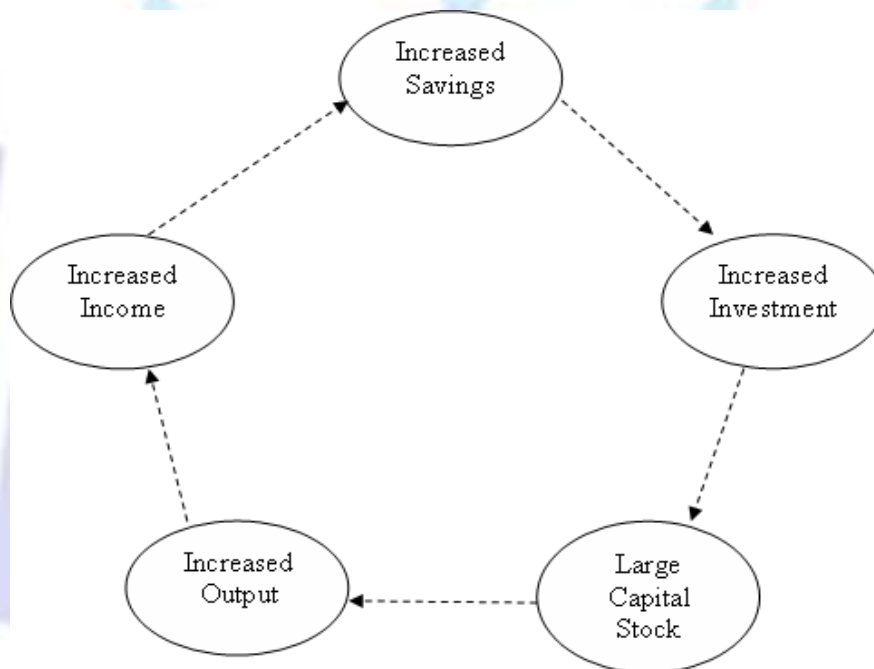 Increased
Savings
Increased
Investment
Large
Capital
Stock
Increased
Output
Increased
Income